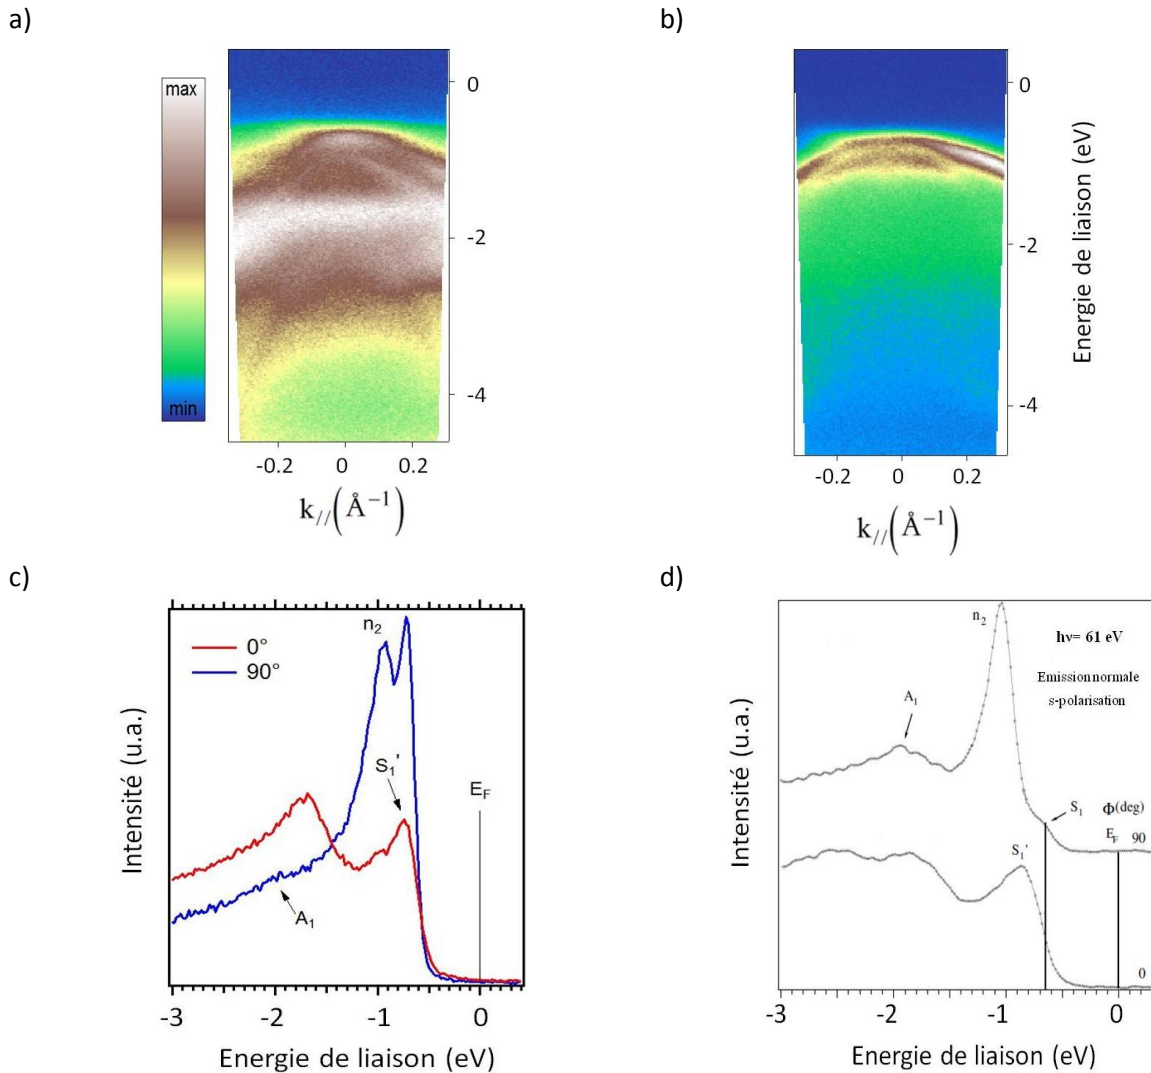 a)
max
min
0
-2
-4
-0.2 0 0.2
k// (Å⁻¹)
b)
0
-2
-4
Energie de liaison (eV)
-0.2 0 0.2
k// (Å⁻¹)
c)
0°
90°
n₂
S₁'
E_F
A₁
Intensité (u.a.)
-3 -2 -1 0
Energie de liaison (eV)
d)
n₂
hν= 61 eV
Emission normale
s-polarisation
A₁
S₁
Φ(deg)
E_F 90
S₁'
0
Intensité (u.a.)
-3 -2 -1 0
Energie de liaison (eV)